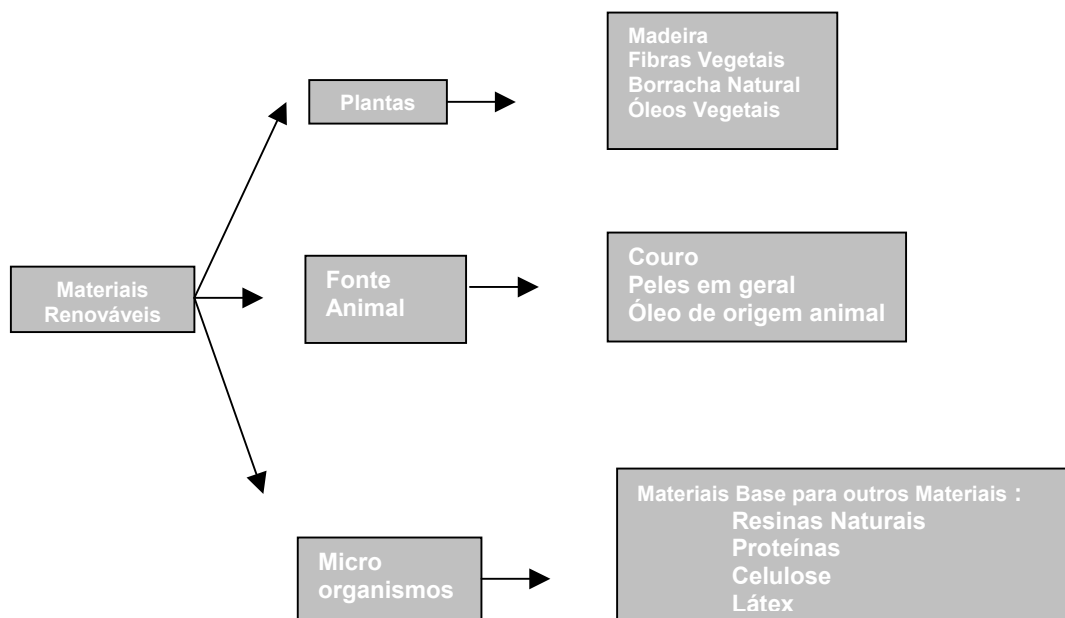 Materiais
Renováveis
Plantas
Madeira
Fibras Vegetais
Borracha Natural
Óleos Vegetais
Fonte
Animal
Couro
Peles em geral
Óleo de origem animal
Micro
organismos
Materiais Base para outros Materiais :
Resinas Naturais
Proteínas
Celulose
Látex